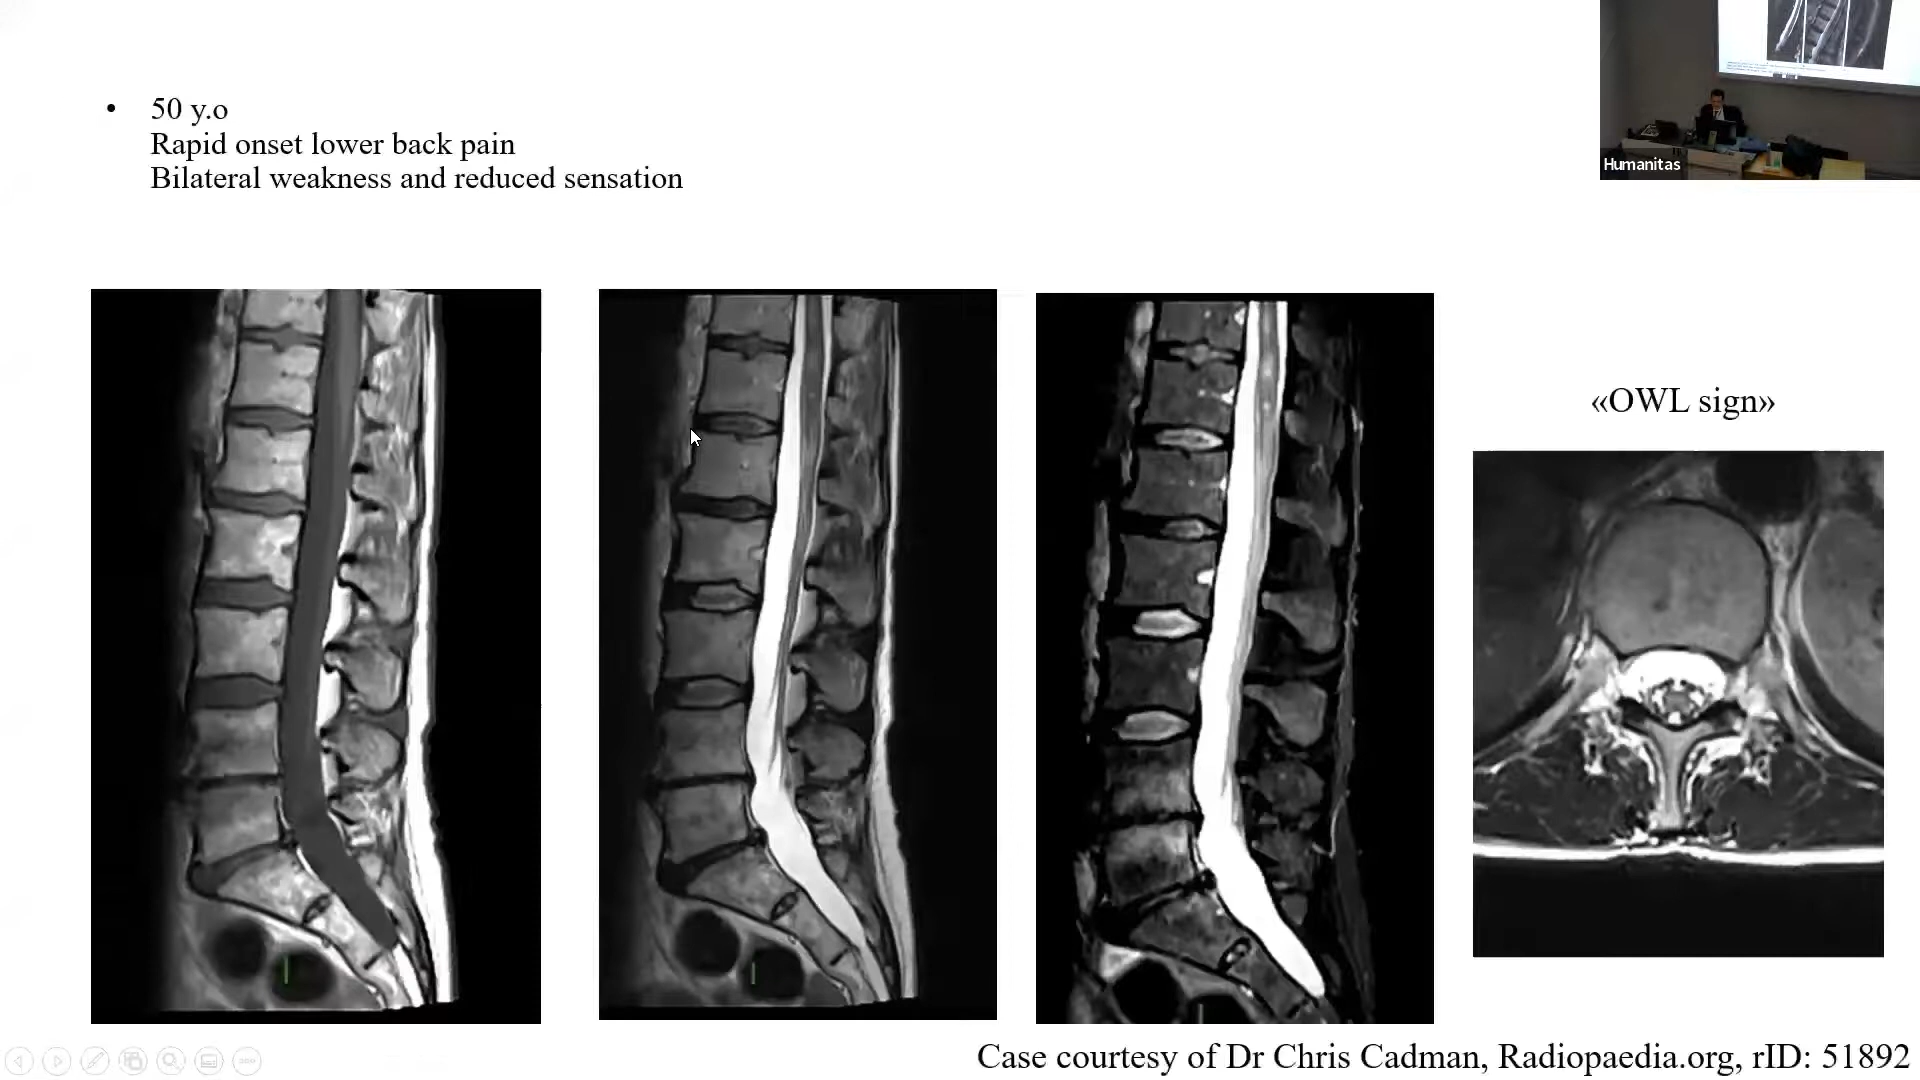 • 50 y.o
Rapid onset lower back pain
Bilateral weakness and reduced sensation
Humanitas
«OWL sign»
Case courtesy of Dr Chris Cadman, Radiopaedia.org, rID: 51892